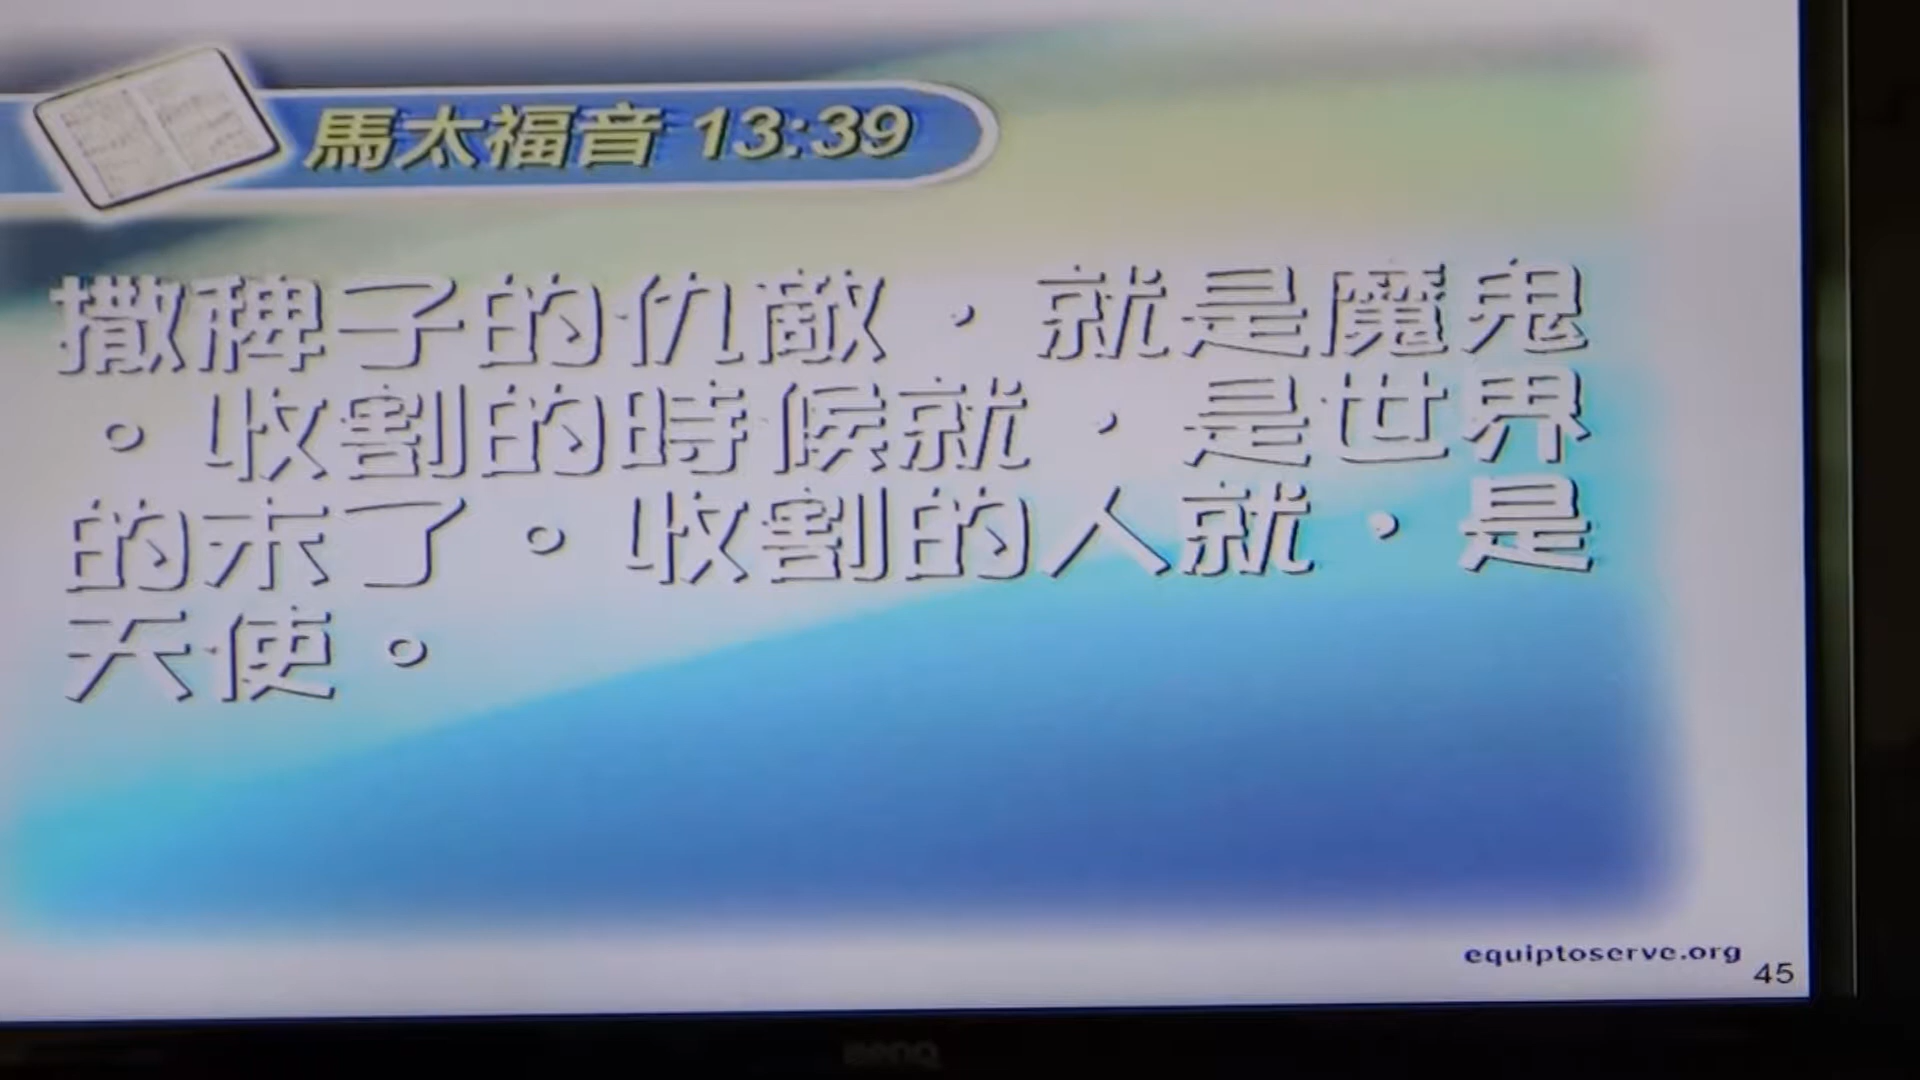 馬太福音 13:39
撒稗子的仇敵，就是魔鬼
。收割的時候就，是世界
的末了。收割的人就，是
天使。
equiptoserve.org
45
BenQ